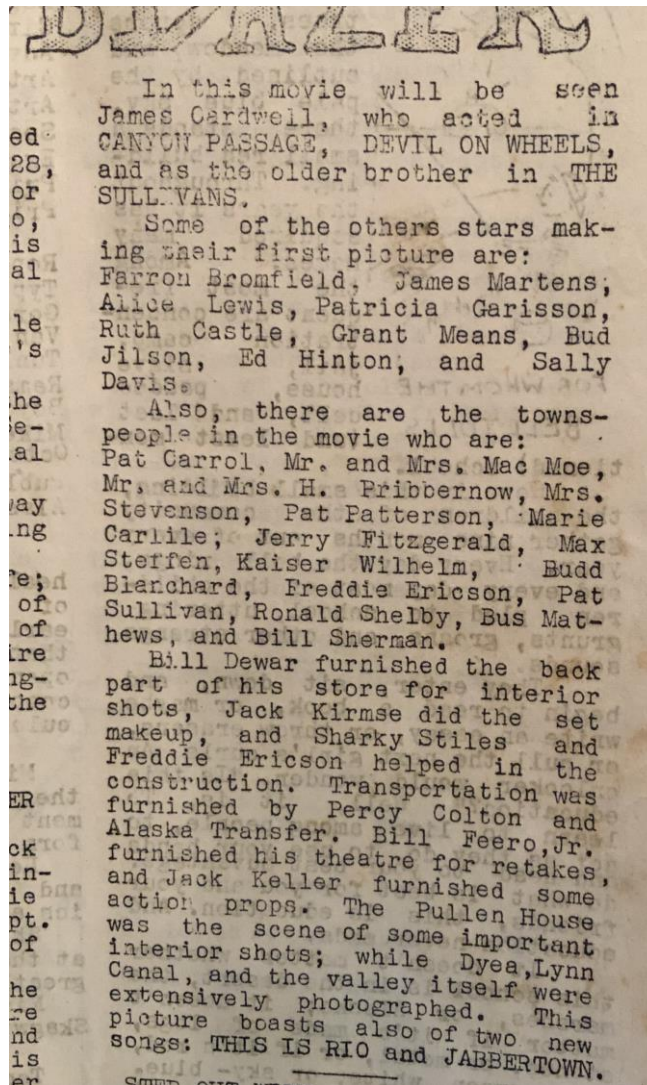 BLAZER
In this movie will be seen
James Cardwell, who acted in
CANYON PASSAGE, DEVIL ON WHEELS,
and as the older brother in THE
SULLIVANS.
Some of the others stars mak-
ing their first picture are:
Farron Bromfield, James Martens,
Alice Lewis, Patricia Garisson,
Ruth Castle, Grant Means, Bud
Jilson, Ed Hinton, and Sally
Davis.
Also, there are the towns-
people in the movie who are:
Pat Carrol, Mr. and Mrs. Mac Moe,
Mr. and Mrs. H. Pribbernow, Mrs.
Stevenson, Pat Patterson, Marie
Carlile, Jerry Fitzgerald, Max
Steffen, Kaiser Wilhelm, Budd
Blanchard, Freddie Ericson, Pat
Sullivan, Ronald Shelby, Bus Mat-
hews, and Bill Sherman.
Bill Dewar furnished the back
part of his store for interior
shots, Jack Kirmse did the set
makeup, and Sharky Stiles and
Freddie Ericson helped in the
construction. Transportation was
furnished by Percy Colton and
Alaska Transfer. Bill Feero,Jr.
furnished his theatre for retakes,
and Jack Keller furnished some
action props. The Pullen House
was the scene of some important
interior shots; while Dyea,Lynn
Canal, and the valley itself were
extensively photographed. This
picture boasts also of two new
songs: THIS IS RIO and JABBERTOWN.